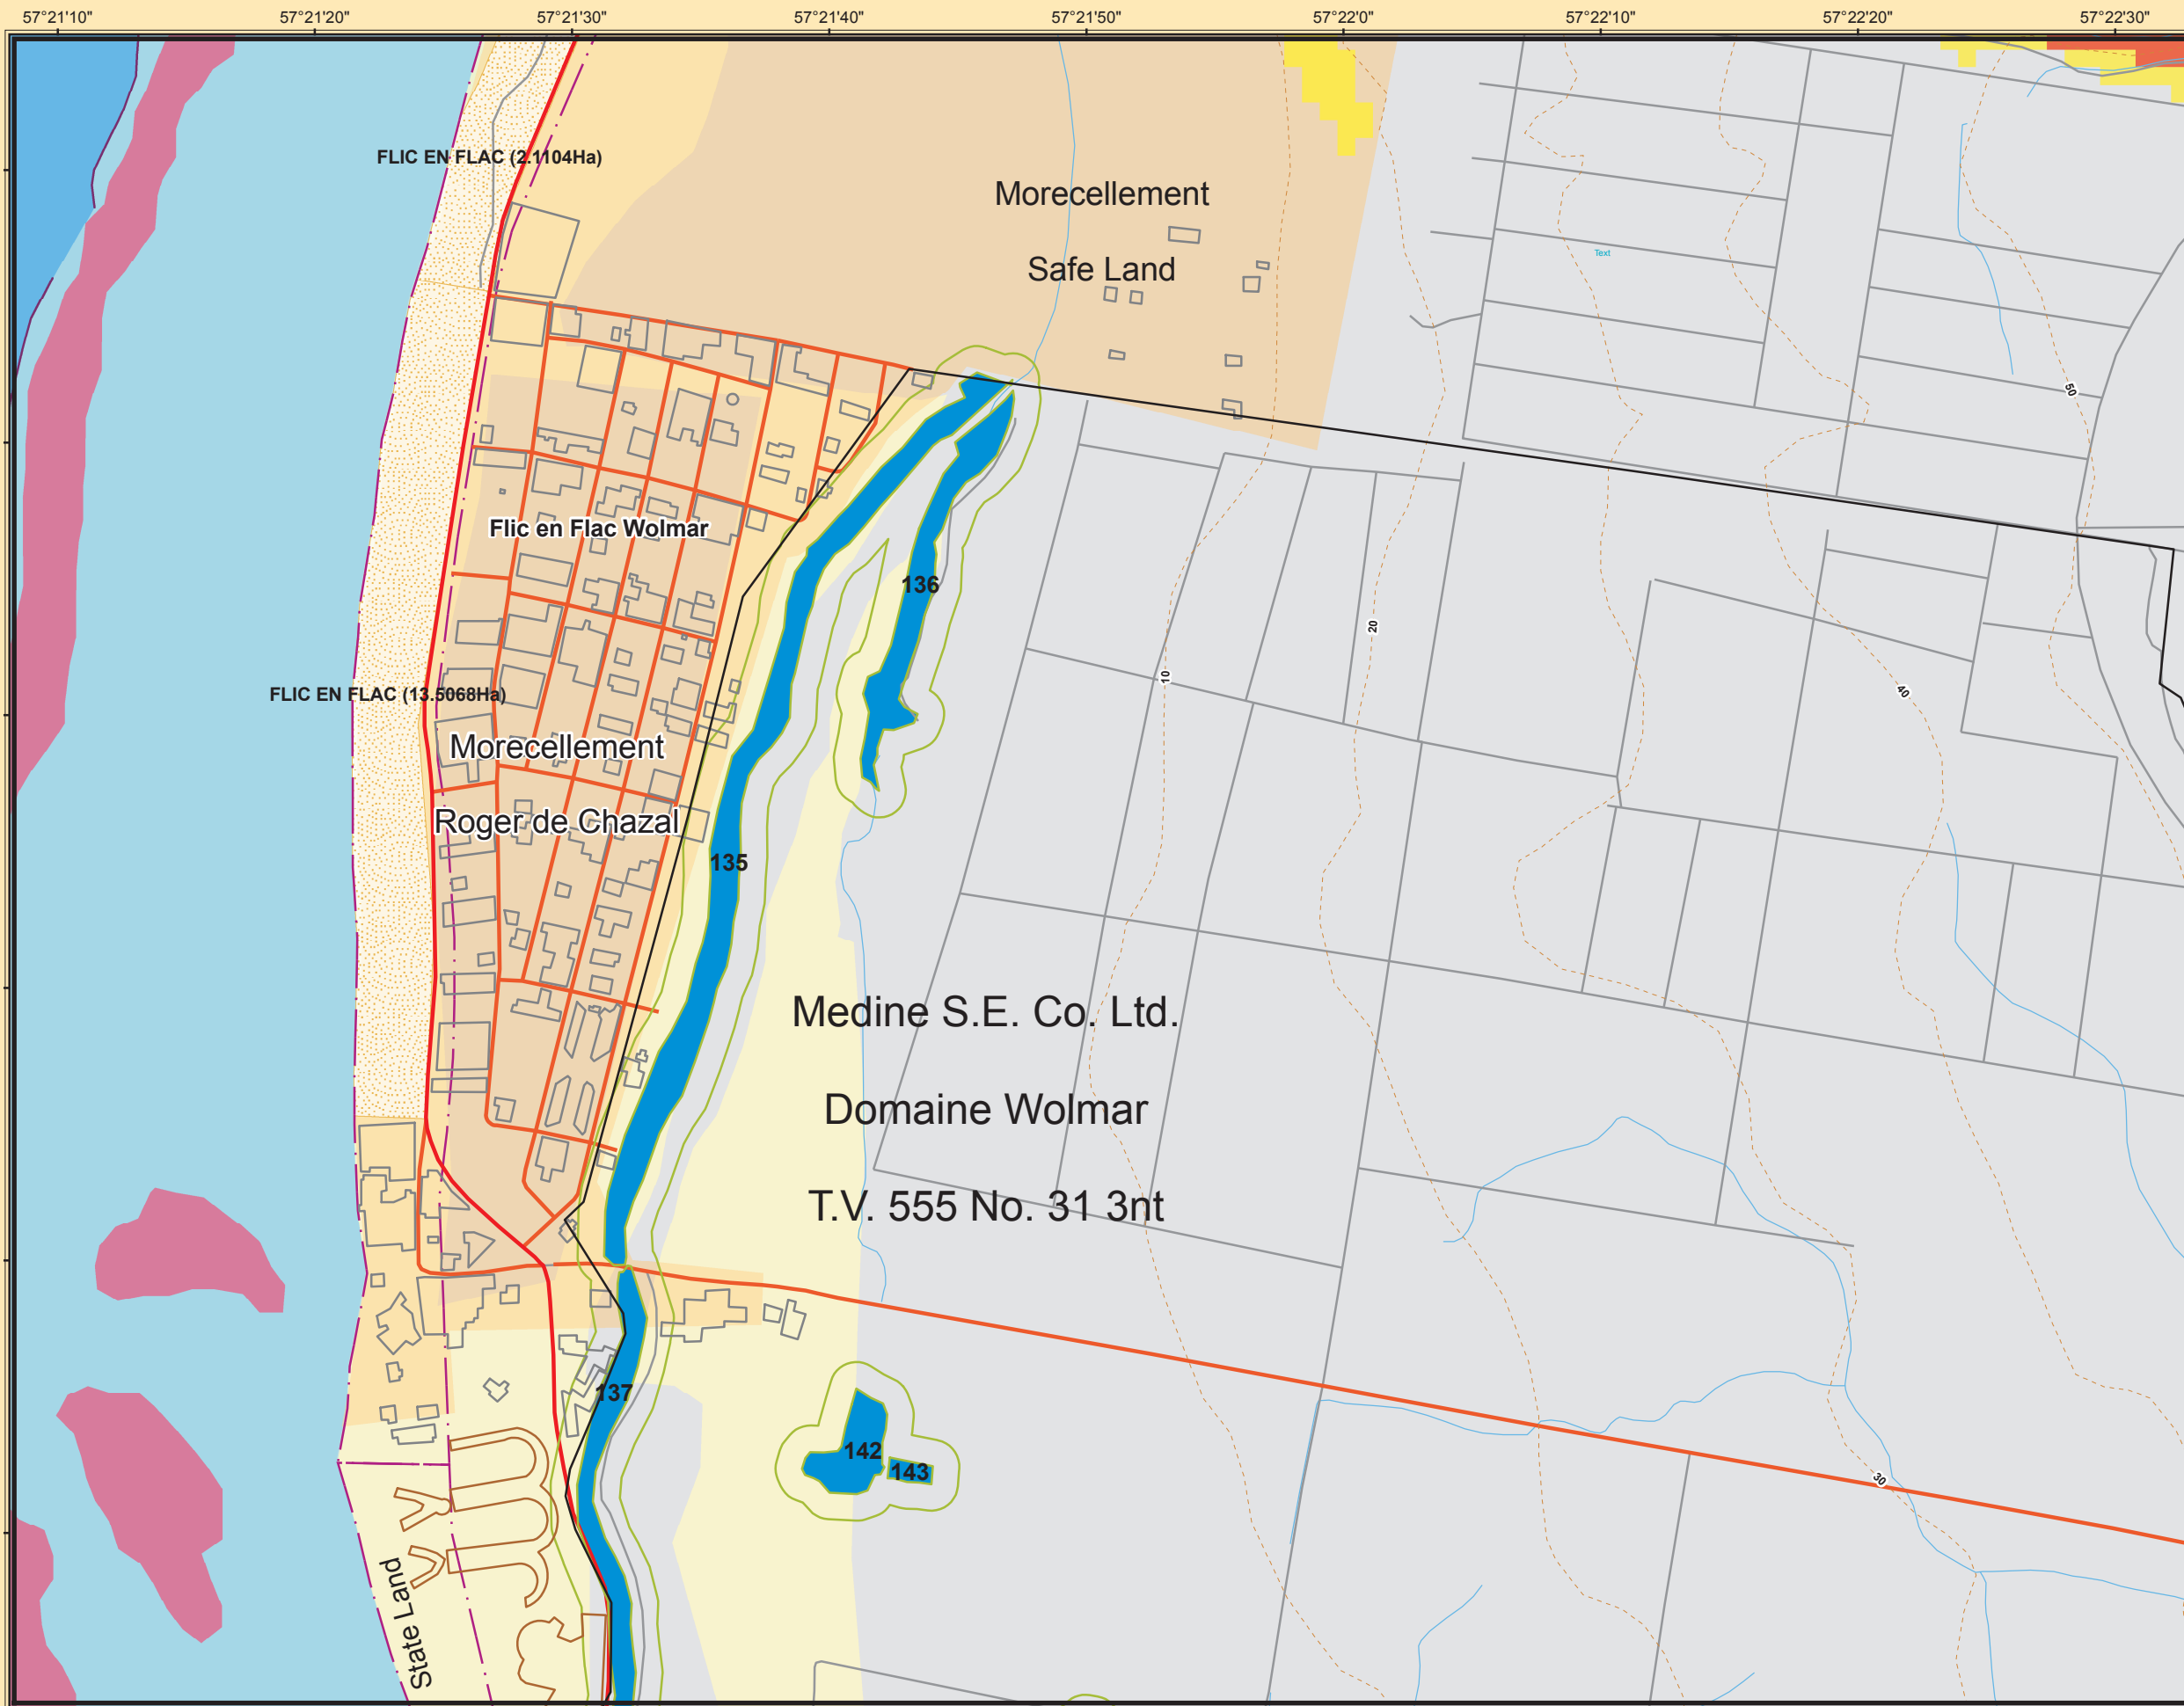 57°21'10" 57°21'20" 57°21'30" 57°21'40" 57°21'50" 57°22'0" 57°22'10" 57°22'20" 57°22'30"
FLIC EN FLAC (2.1104Ha)
Morecellement
Safe Land
Text
50
Flic en Flac Wolmar
136
20
10
40
FLIC EN FLAC (13.5068Ha)
Morecellement
Roger de Chazal
135
Medine S.E. Co. Ltd.
Domaine Wolmar
T.V. 555 No. 31 3nt
137
142
143
30
State Land